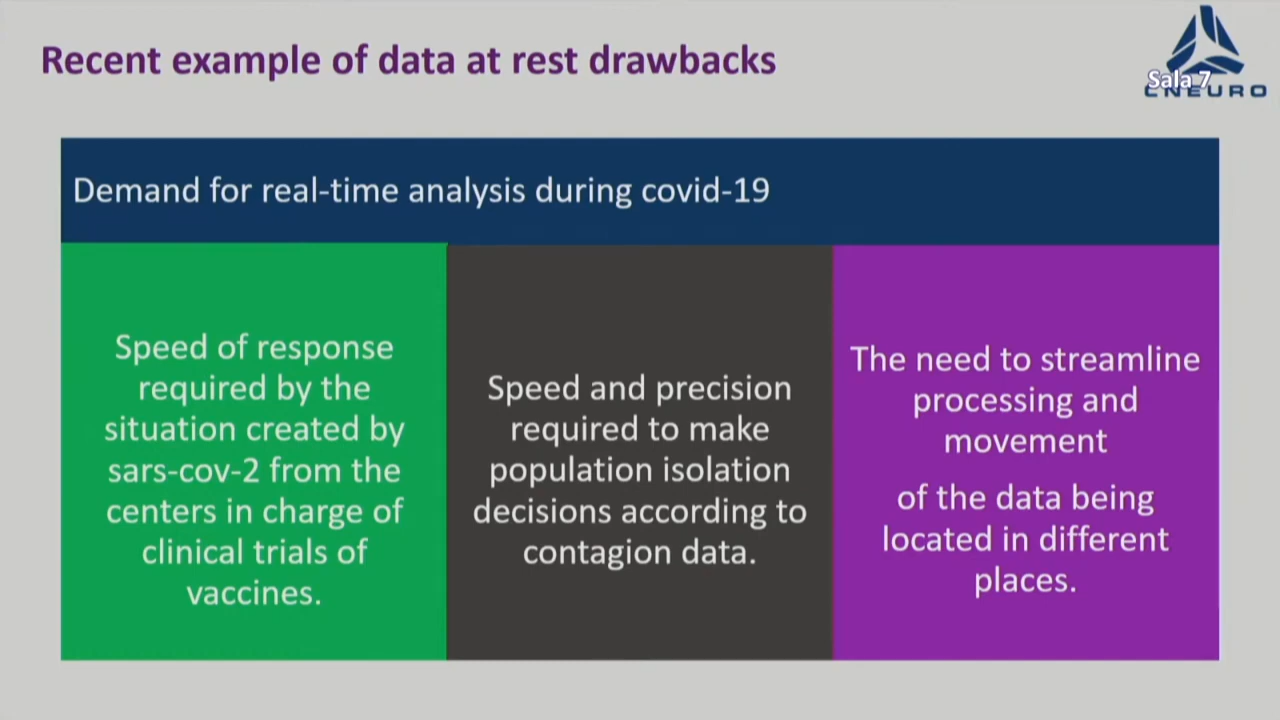 Recent example of data at rest drawbacks
Sala 7
CNEURO
Demand for real-time analysis during covid-19
Speed of response
required by the
situation created by
sars-cov-2 from the
centers in charge of
clinical trials of
vaccines.
Speed and precision
required to make
population isolation
decisions according to
contagion data.
The need to streamline
processing and
movement
of the data being
located in different
places.